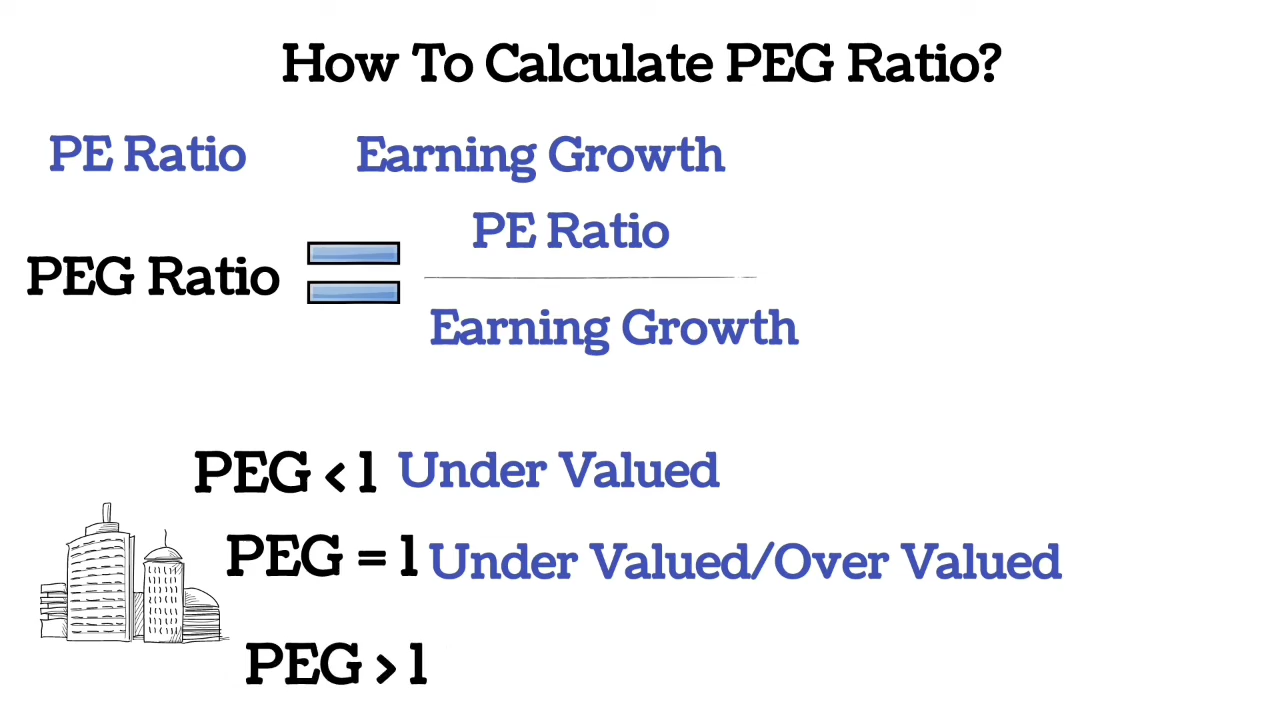 How To Calculate PEG Ratio?
PE Ratio Earning Growth
PE Ratio
PEG Ratio =
Earning Growth
PEG < 1 Under Valued
PEG = 1 Under Valued/Over Valued
PEG > 1